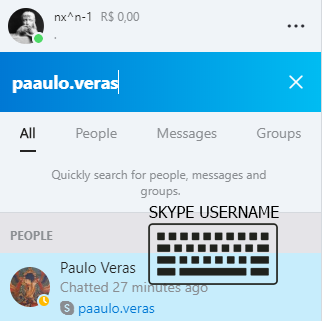 nx^n-1 R$ 0,00
.
paaulo.veras
All People Messages Groups
Quickly search for people, messages and
groups.
SKYPE USERNAME
PEOPLE
Paulo Veras
Chatted 27 minutes ago
S paaulo.veras